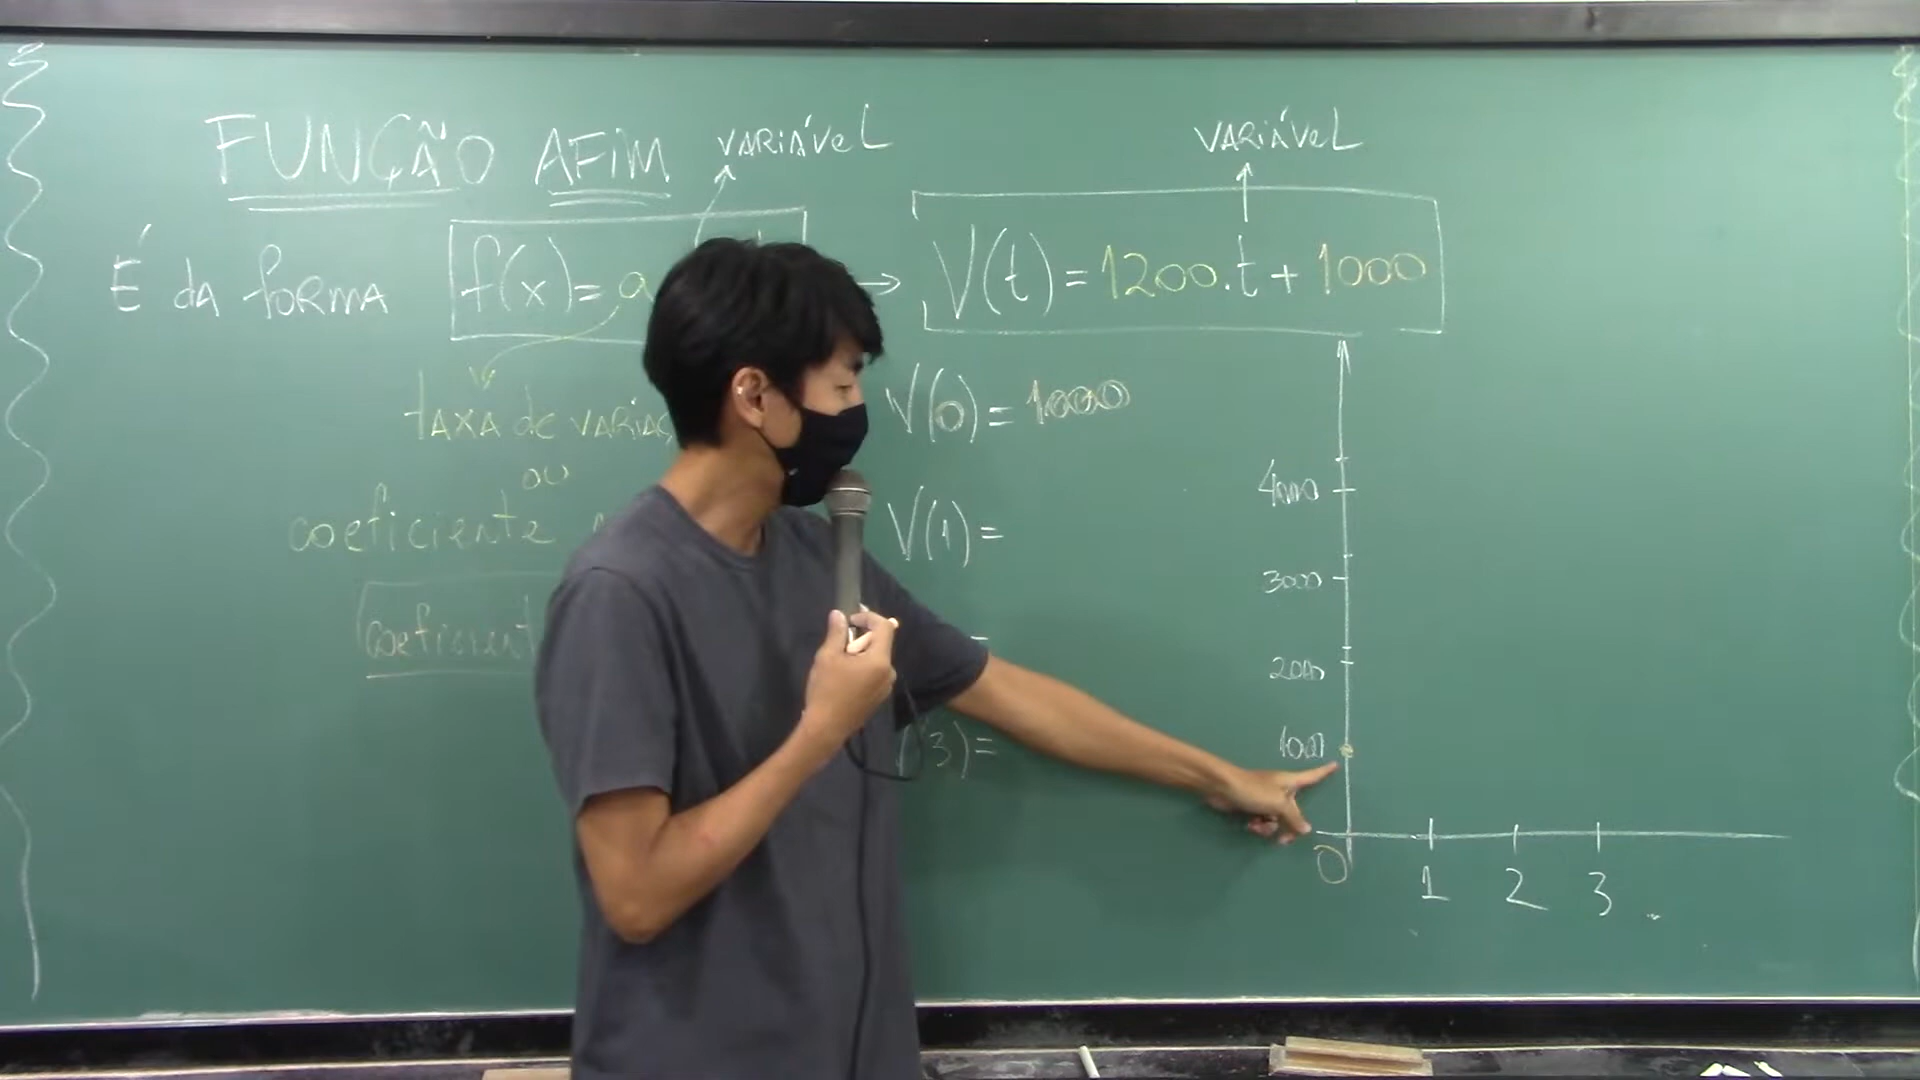 FUNÇÃO AFIM
VARIÁVEL
VARIÁVEL
É DA FORMA
f(x)= a
→ V(t)=1200.t+1000
TAXA de VARIAÇ
ou
coeficiente
coeficient
V(0)=1000
V(1)=
=
3)=
4000
3000
2000
1000
0
1 2 3 ...